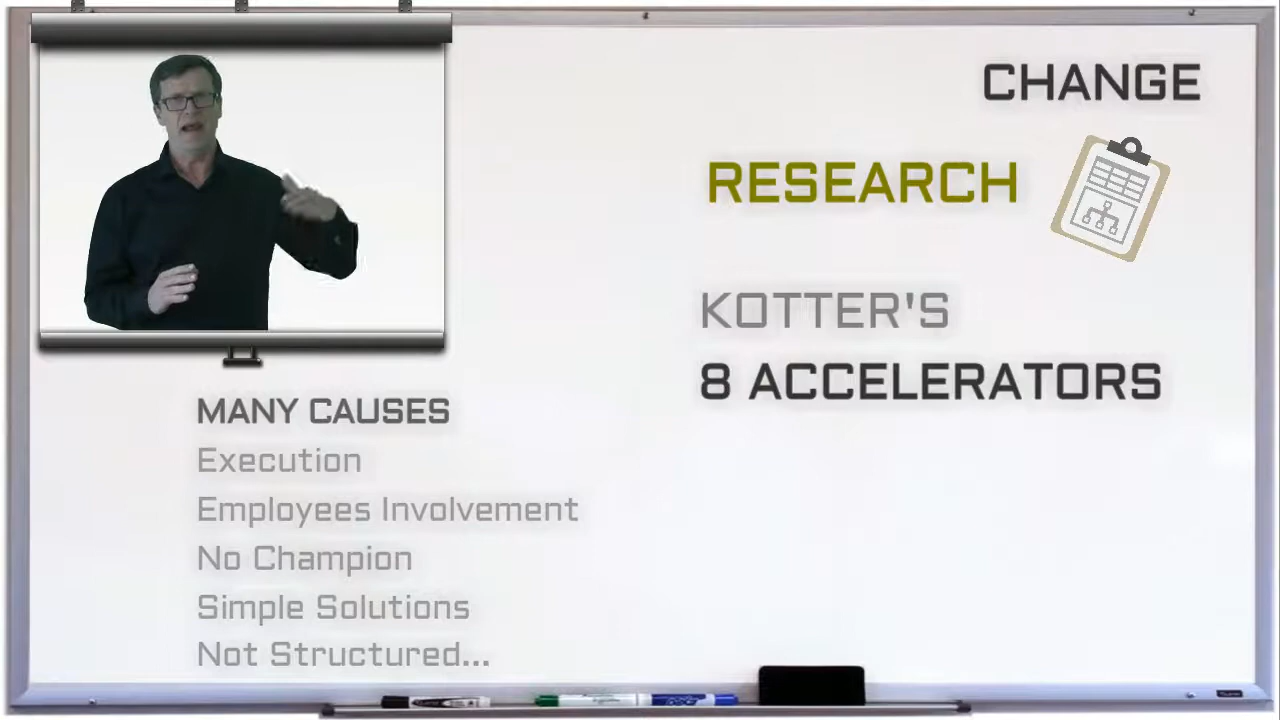 CHANGE
RESEARCH
KOTTER'S
8 ACCELERATORS
MANY CAUSES
Execution
Employees Involvement
No Champion
Simple Solutions
Not Structured...